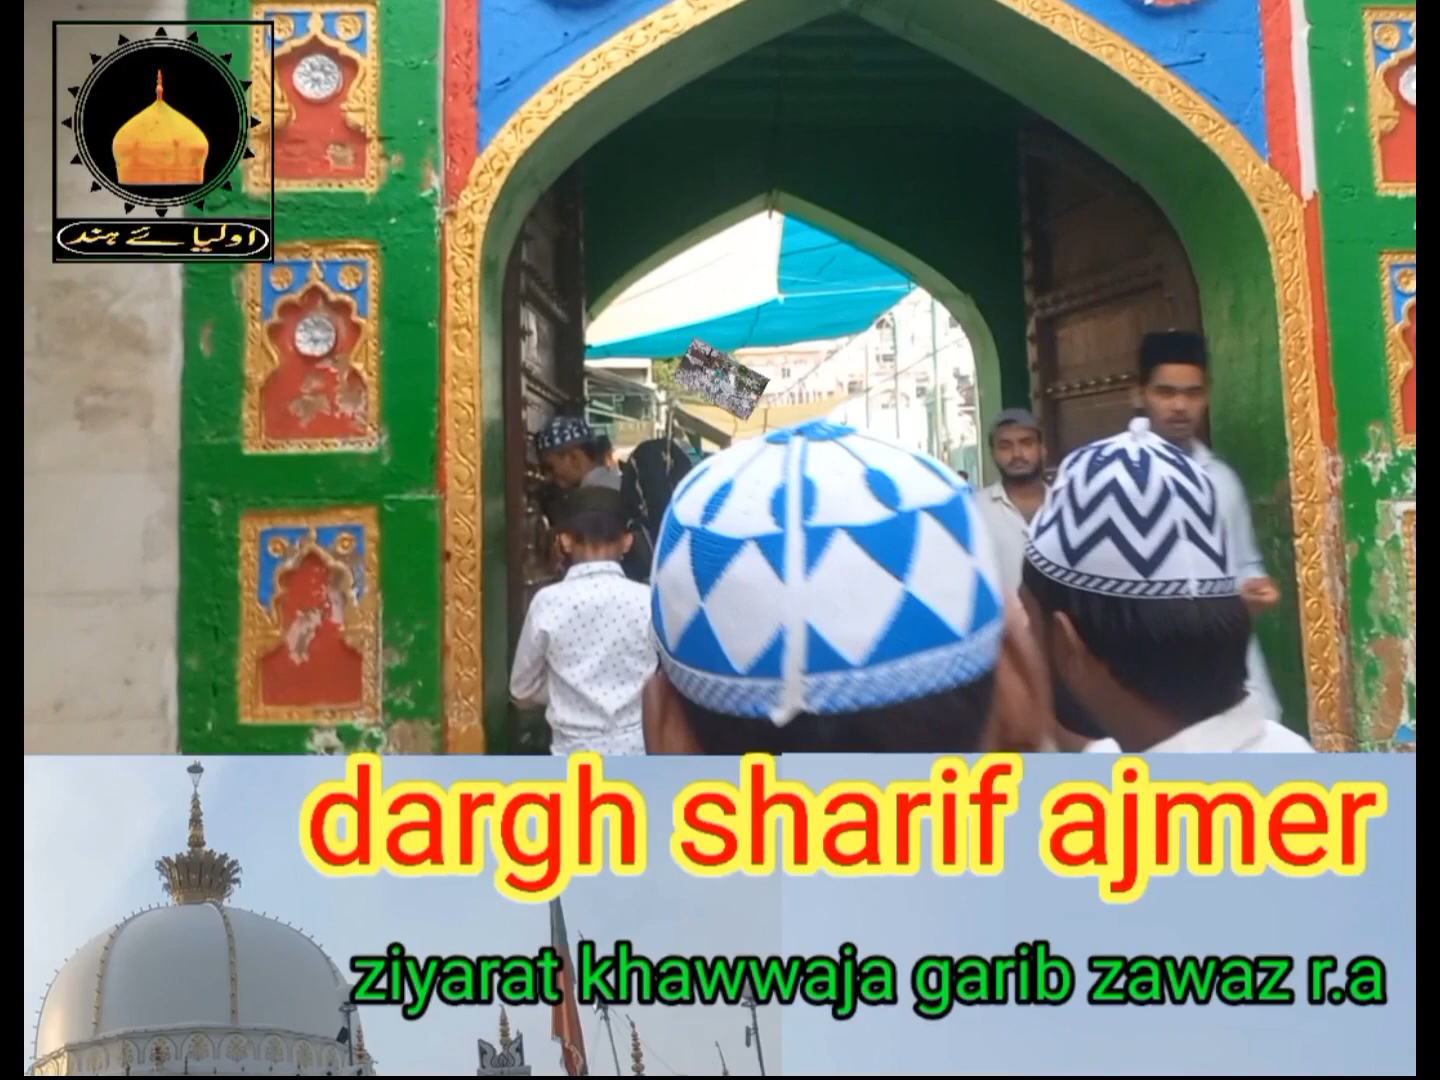 اولیائے ہند
dargh sharif ajmer
ziyarat khawwaja garib zawaz r.a